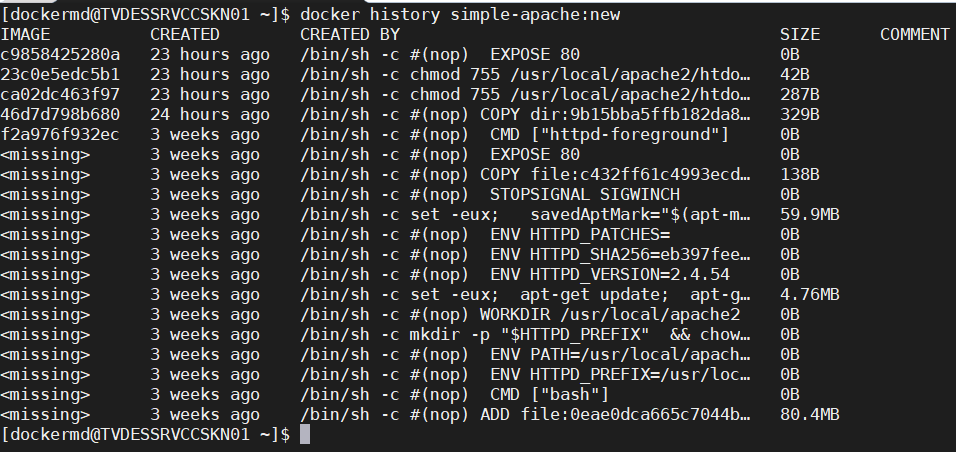 [dockermd@TVDESSRVCCSKN01 ~]$ docker history simple-apache:new
IMAGE CREATED CREATED BY SIZE COMMENT
c9858425280a 23 hours ago /bin/sh -c #(nop) EXPOSE 80 0B
23c0e5edc5b1 23 hours ago /bin/sh -c chmod 755 /usr/local/apache2/htdo… 42B
ca02dc463f97 23 hours ago /bin/sh -c chmod 755 /usr/local/apache2/htdo… 287B
46d7d798b680 24 hours ago /bin/sh -c #(nop) COPY dir:9b15bba5ffb182da8… 329B
f2a976f932ec 3 weeks ago /bin/sh -c #(nop) CMD ["httpd-foreground"] 0B
<missing> 3 weeks ago /bin/sh -c #(nop) EXPOSE 80 0B
<missing> 3 weeks ago /bin/sh -c #(nop) COPY file:c432ff61c4993ecd… 138B
<missing> 3 weeks ago /bin/sh -c #(nop) STOPSIGNAL SIGWINCH 0B
<missing> 3 weeks ago /bin/sh -c set -eux; savedAptMark="$(apt-m… 59.9MB
<missing> 3 weeks ago /bin/sh -c #(nop) ENV HTTPD_PATCHES= 0B
<missing> 3 weeks ago /bin/sh -c #(nop) ENV HTTPD_SHA256=eb397fee… 0B
<missing> 3 weeks ago /bin/sh -c #(nop) ENV HTTPD_VERSION=2.4.54 0B
<missing> 3 weeks ago /bin/sh -c set -eux; apt-get update; apt-g… 4.76MB
<missing> 3 weeks ago /bin/sh -c #(nop) WORKDIR /usr/local/apache2 0B
<missing> 3 weeks ago /bin/sh -c mkdir -p "$HTTPD_PREFIX" && chow… 0B
<missing> 3 weeks ago /bin/sh -c #(nop) ENV PATH=/usr/local/apach… 0B
<missing> 3 weeks ago /bin/sh -c #(nop) ENV HTTPD_PREFIX=/usr/loc… 0B
<missing> 3 weeks ago /bin/sh -c #(nop) CMD ["bash"] 0B
<missing> 3 weeks ago /bin/sh -c #(nop) ADD file:0eae0dca665c7044b… 80.4MB
[dockermd@TVDESSRVCCSKN01 ~]$